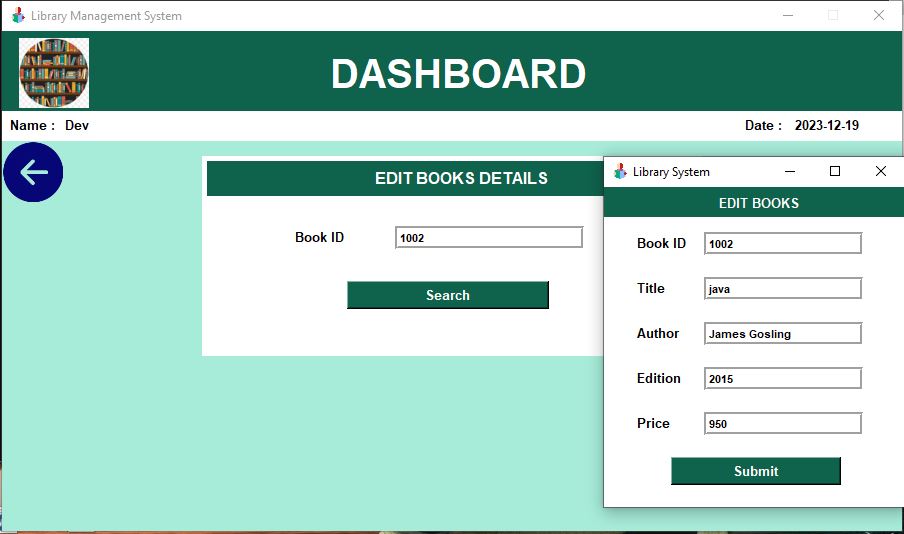 Library Management System
DASHBOARD
Name : Dev
Date : 2023-12-19
EDIT BOOKS DETAILS
Book ID 1002
Search
Library System
EDIT BOOKS
Book ID 1002
Title java
Author James Gosling
Edition 2015
Price 950
Submit